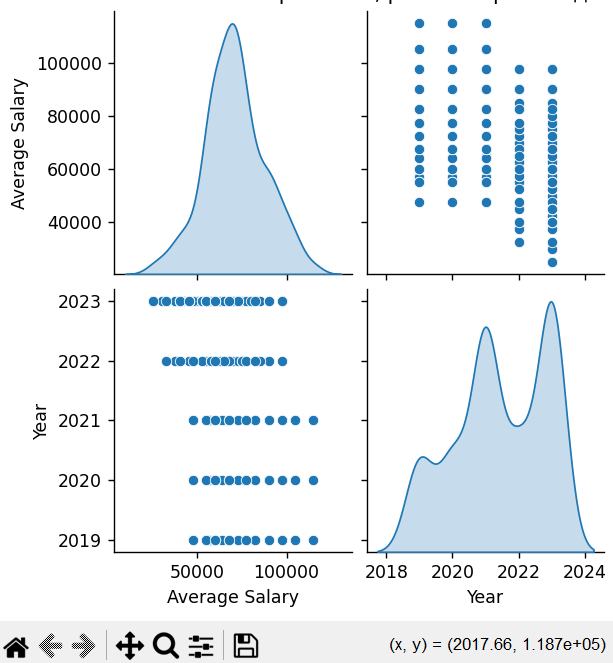 100000
80000
60000
40000
Average Salary
2023
2022
2021
2020
2019
Year
50000 100000
Average Salary
2018 2020 2022 2024
Year
(x, y) = (2017.66, 1.187e+05)